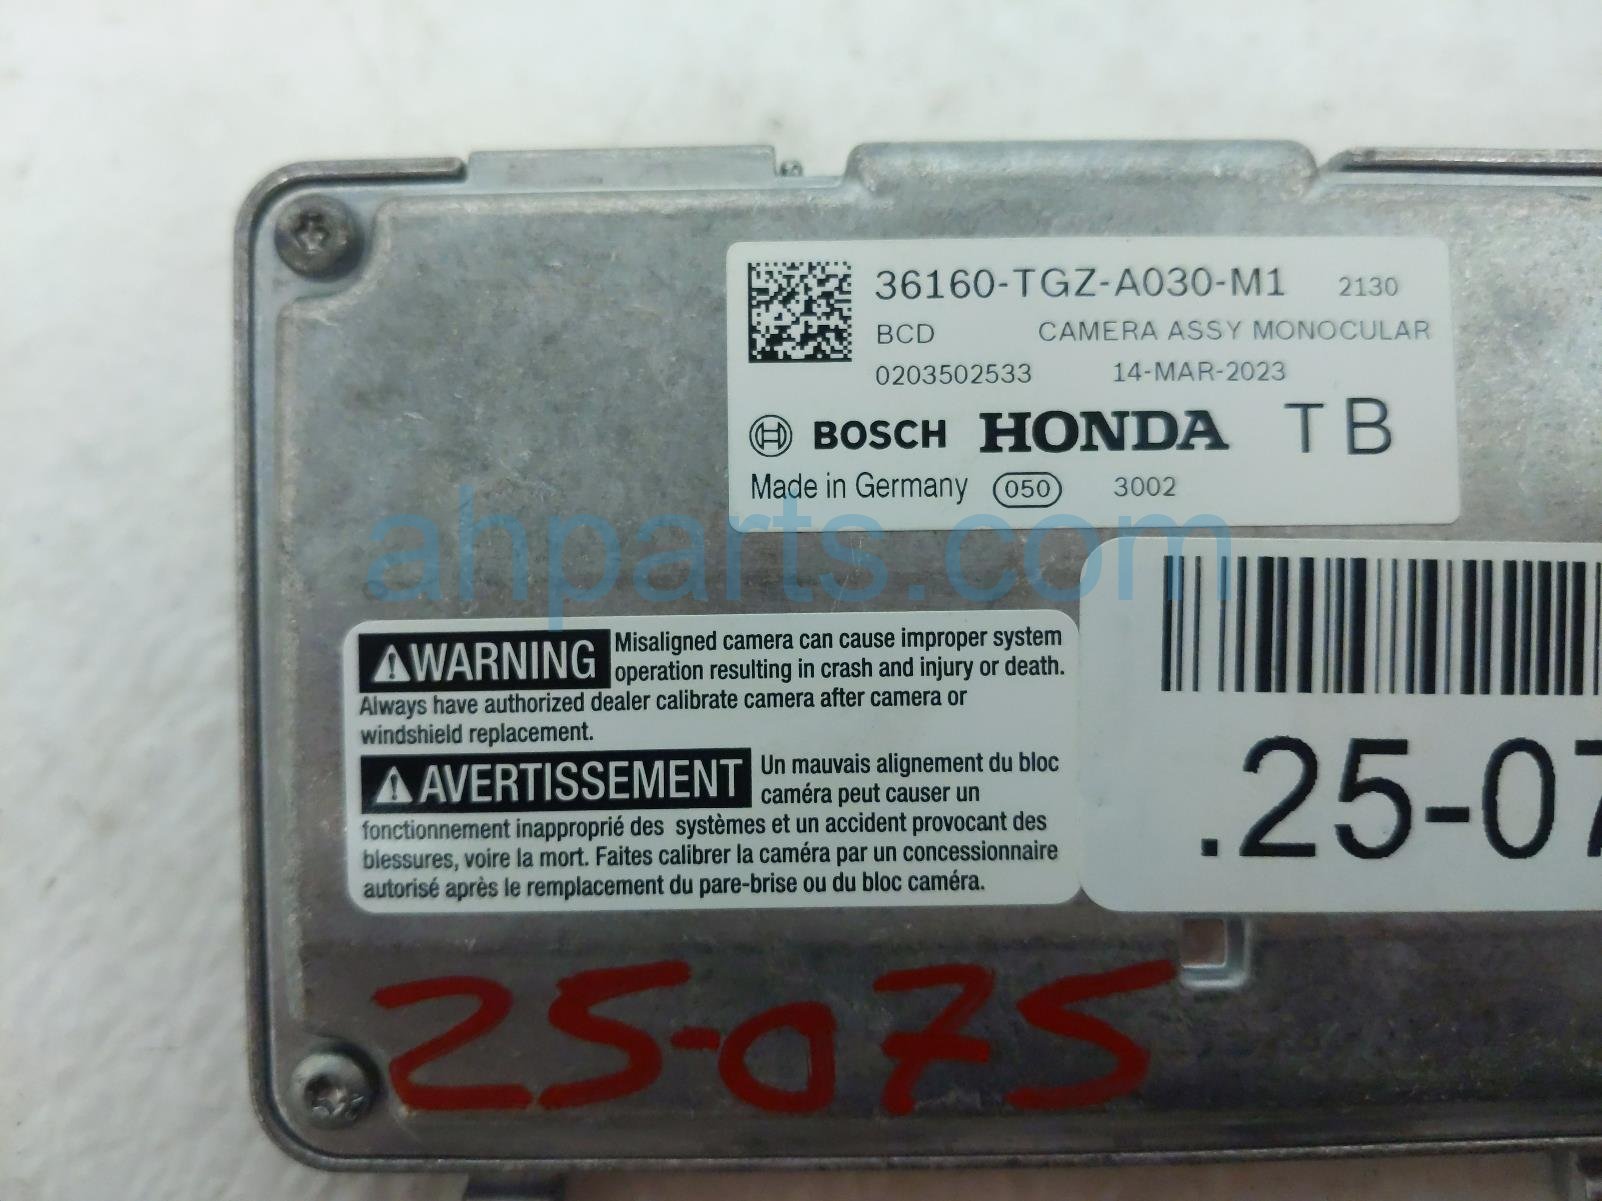 36160-TGZ-A030-M1 2130
BCD CAMERA ASSY MONOCULAR
0203502533 14-MAR-2023
BOSCH HONDA TB
Made in Germany 050 3002
ahparts.com
WARNING Misaligned camera can cause improper system
operation resulting in crash and injury or death.
Always have authorized dealer calibrate camera after camera or
windshield replacement.
AVERTISSEMENT Un mauvais alignement du bloc
caméra peut causer un
fonctionnement inapproprié des systèmes et un accident provocant des
blessures, voire la mort. Faites calibrer la caméra par un concessionnaire
autorisé après le remplacement du pare-brise ou du bloc caméra.
.25-07
25-075